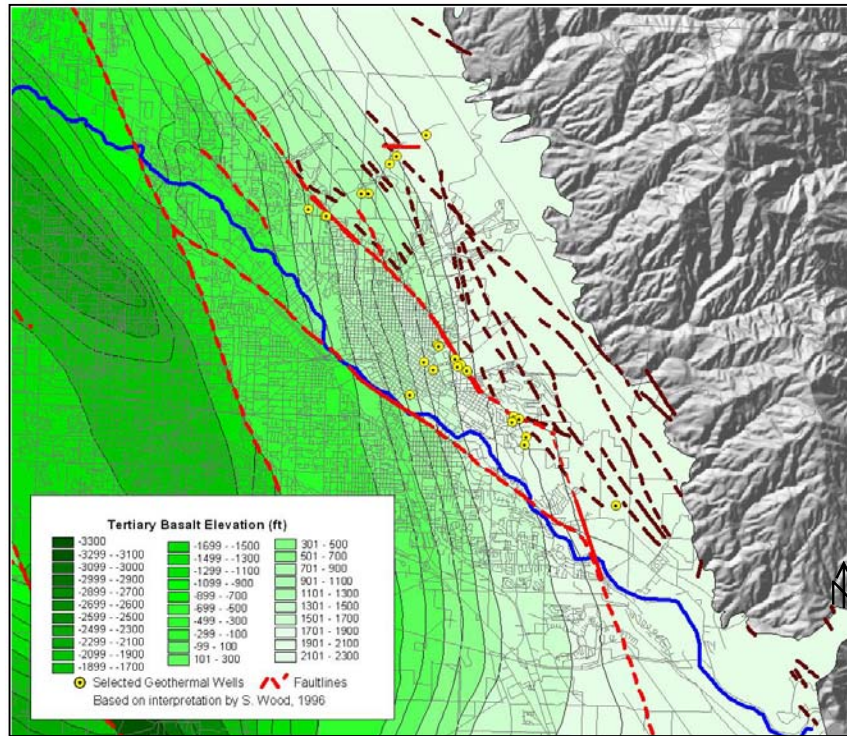 Tertiary Basalt Elevation (ft)
-3300
-3299 - -3100
-3099 - -3000
-2999 - -2900
-2899 - -2700
-2699 - -2600
-2599 - -2500
-2499 - -2300
-2299 - -2100
-2099 - -1900
-1899 - -1700
-1699 - -1500
-1499 - -1300
-1299 - -1100
-1099 - -900
-899 - -700
-699 - -500
-499 - -300
-299 - -100
-99 - 100
101 - 300
301 - 500
501 - 700
701 - 900
901 - 1100
1101 - 1300
1301 - 1500
1501 - 1700
1701 - 1900
1901 - 2100
2101 - 2300
Selected Geothermal Wells
Faultlines
Based on interpretation by S. Wood, 1996
N